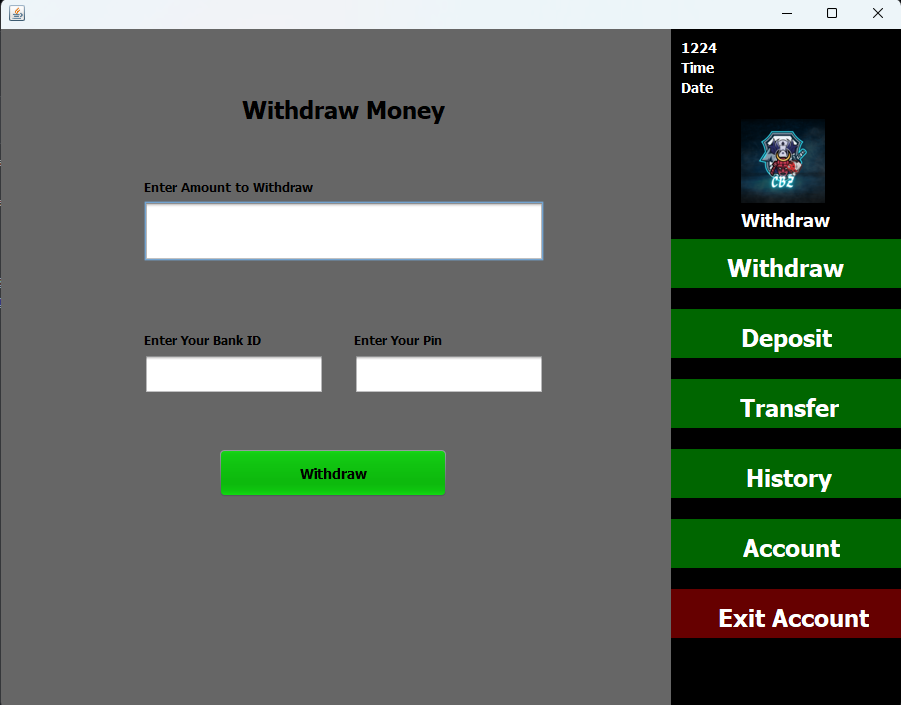 Withdraw Money
Enter Amount to Withdraw
Enter Your Bank ID
Enter Your Pin
Withdraw
1224
Time
Date
CBZ
Withdraw
Withdraw
Deposit
Transfer
History
Account
Exit Account